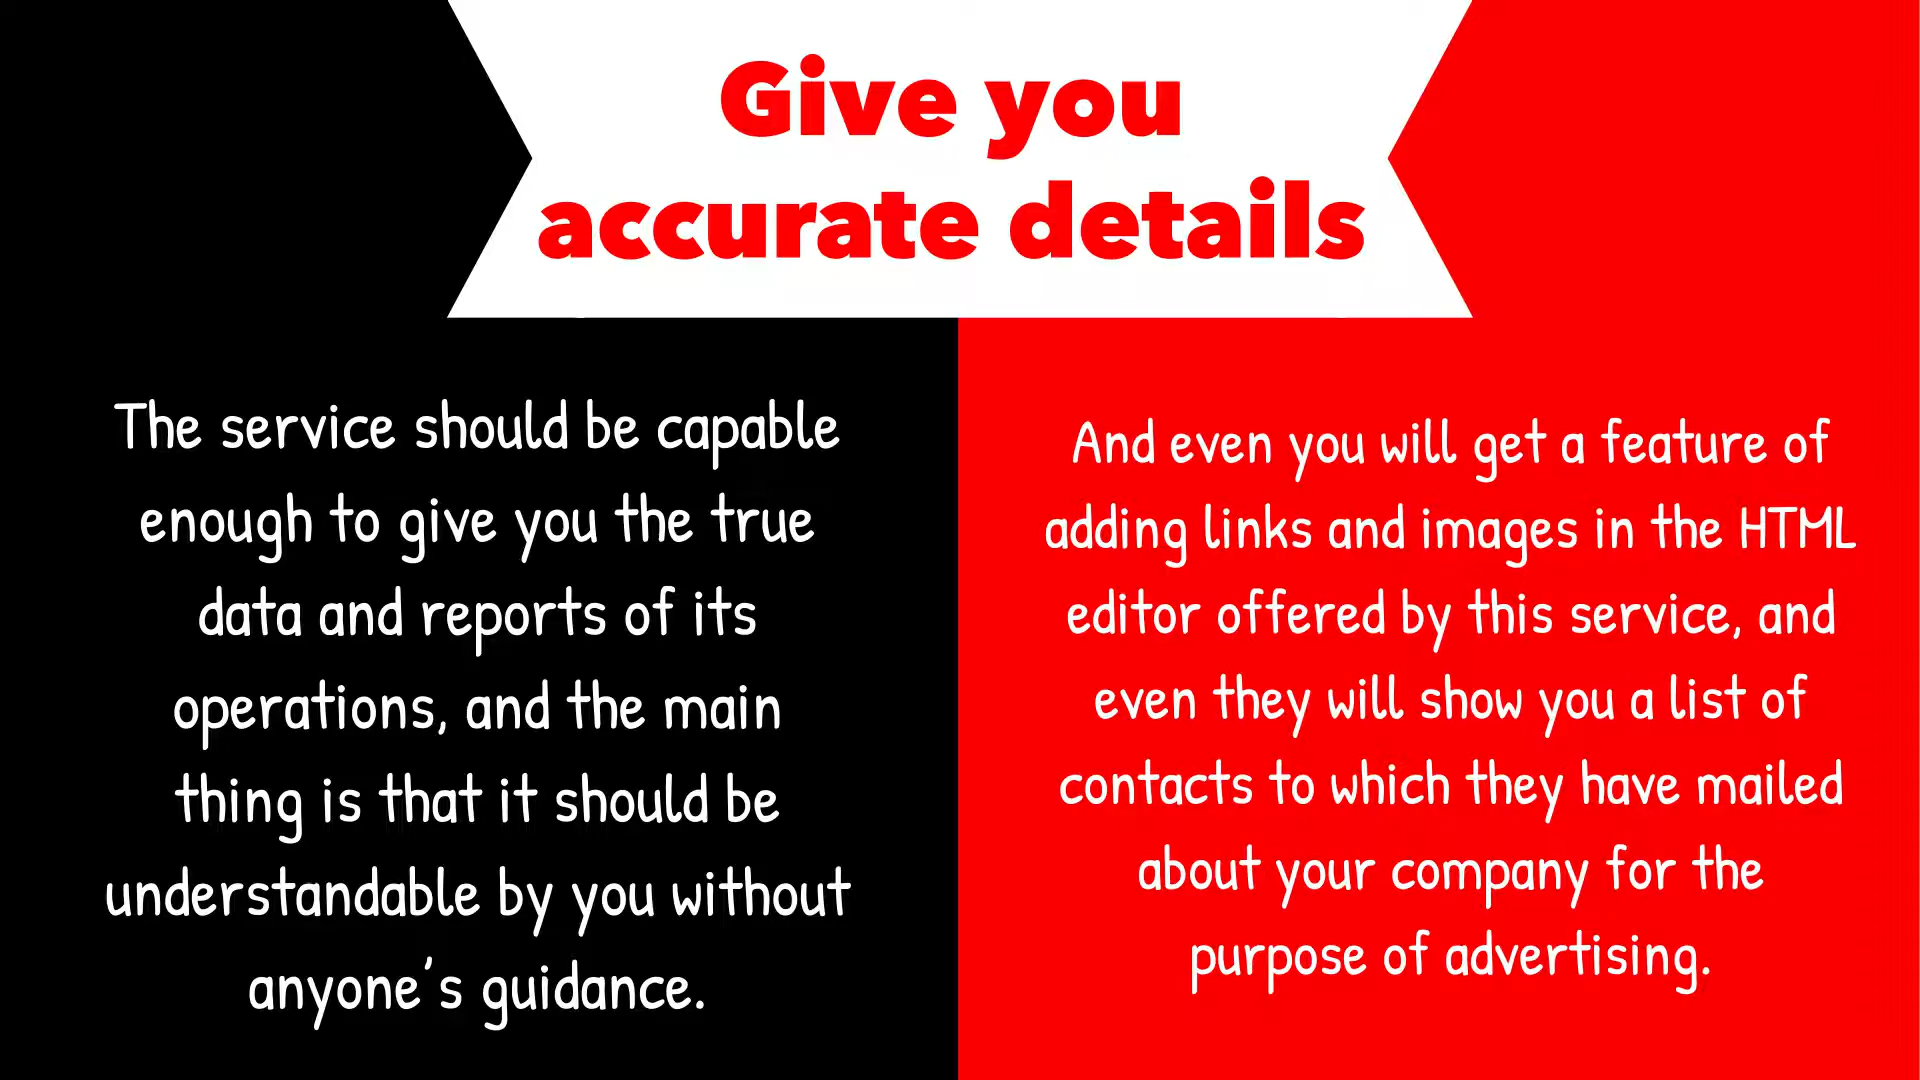 Give you
accurate details
The service should be capable
enough to give you the true
data and reports of its
operations, and the main
thing is that it should be
understandable by you without
anyone's guidance.
And even you will get a feature of
adding links and images in the HTML
editor offered by this service, and
even they will show you a list of
contacts to which they have mailed
about your company for the
purpose of advertising.